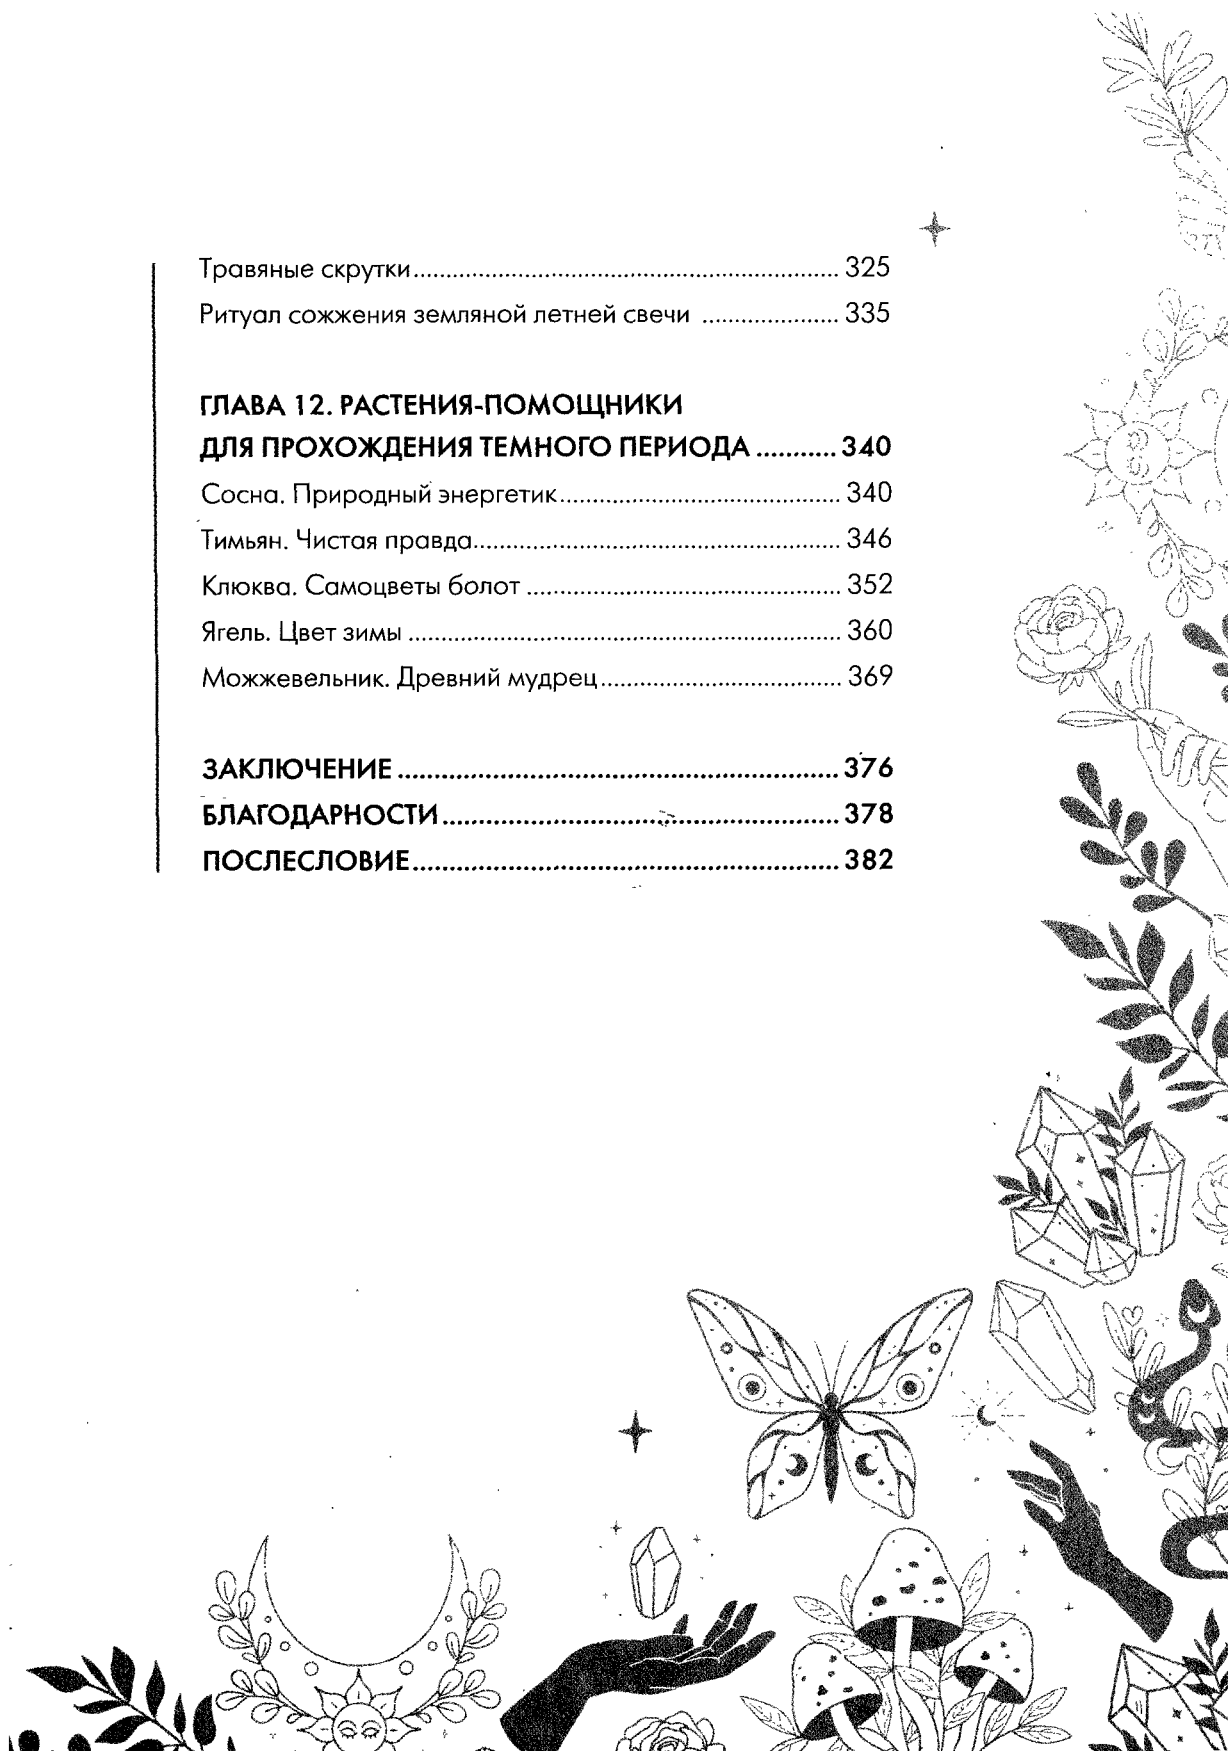 Травяные скрутки................................................................ 325
Ритуал сожжения земляной летней свечи ..................... 335
ГЛАВА 12. РАСТЕНИЯ-ПОМОЩНИКИ
ДЛЯ ПРОХОЖДЕНИЯ ТЕМНОГО ПЕРИОДА ........... 340
Сосна. Природный энергетик.......................................... 340
Тимьян. Чистая правда....................................................... 346
Клюква. Самоцветы болот ............................................... 352
Ягель. Цвет зимы ................................................................. 360
Можжевельник. Древний мудрец.................................... 369
ЗАКЛЮЧЕНИЕ ............................................................... 376
БЛАГОДАРНОСТИ......................................................... 378
ПОСЛЕСЛОВИЕ............................................................. 382